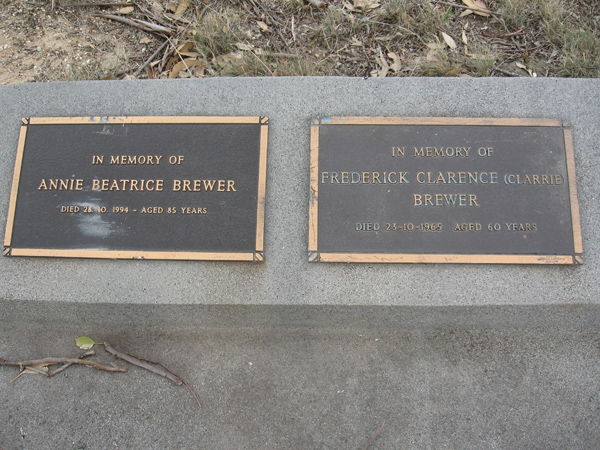 IN MEMORY OF
ANNIE BEATRICE BREWER
DIED 10. 1994 - AGED 85 YEARS
IN MEMORY OF
FREDERICK CLARENCE (CLARRIE)
BREWER
DIED 23-10-1965 AGED 60 YEARS